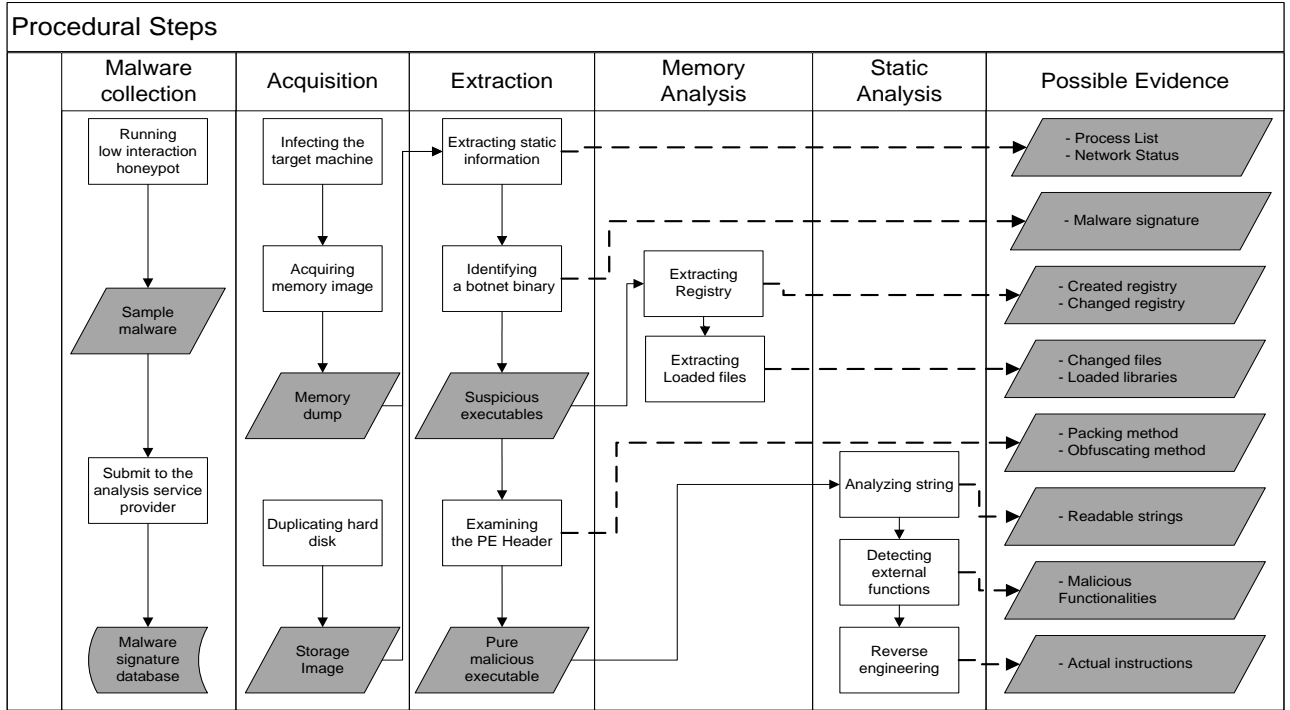 Procedural Steps
Malware
collection
Acquisition
Extraction
Memory
Analysis
Static
Analysis
Possible Evidence
Running
low interaction
honeypot
Sample
malware
Submit to the
analysis service
provider
Malware
signature
database
Infecting the
target machine
Acquiring
memory image
Memory
dump
Duplicating hard
disk
Storage
Image
Extracting static
information
Identifying
a botnet binary
Suspicious
executables
Examining
the PE Header
Pure
malicious
executable
Extracting
Registry
Extracting
Loaded files
Analyzing string
Detecting
external
functions
Reverse
engineering
- Process List
- Network Status
- Malware signature
- Created registry
- Changed registry
- Changed files
- Loaded libraries
- Packing method
- Obfuscating method
- Readable strings
- Malicious
Functionalities
- Actual instructions